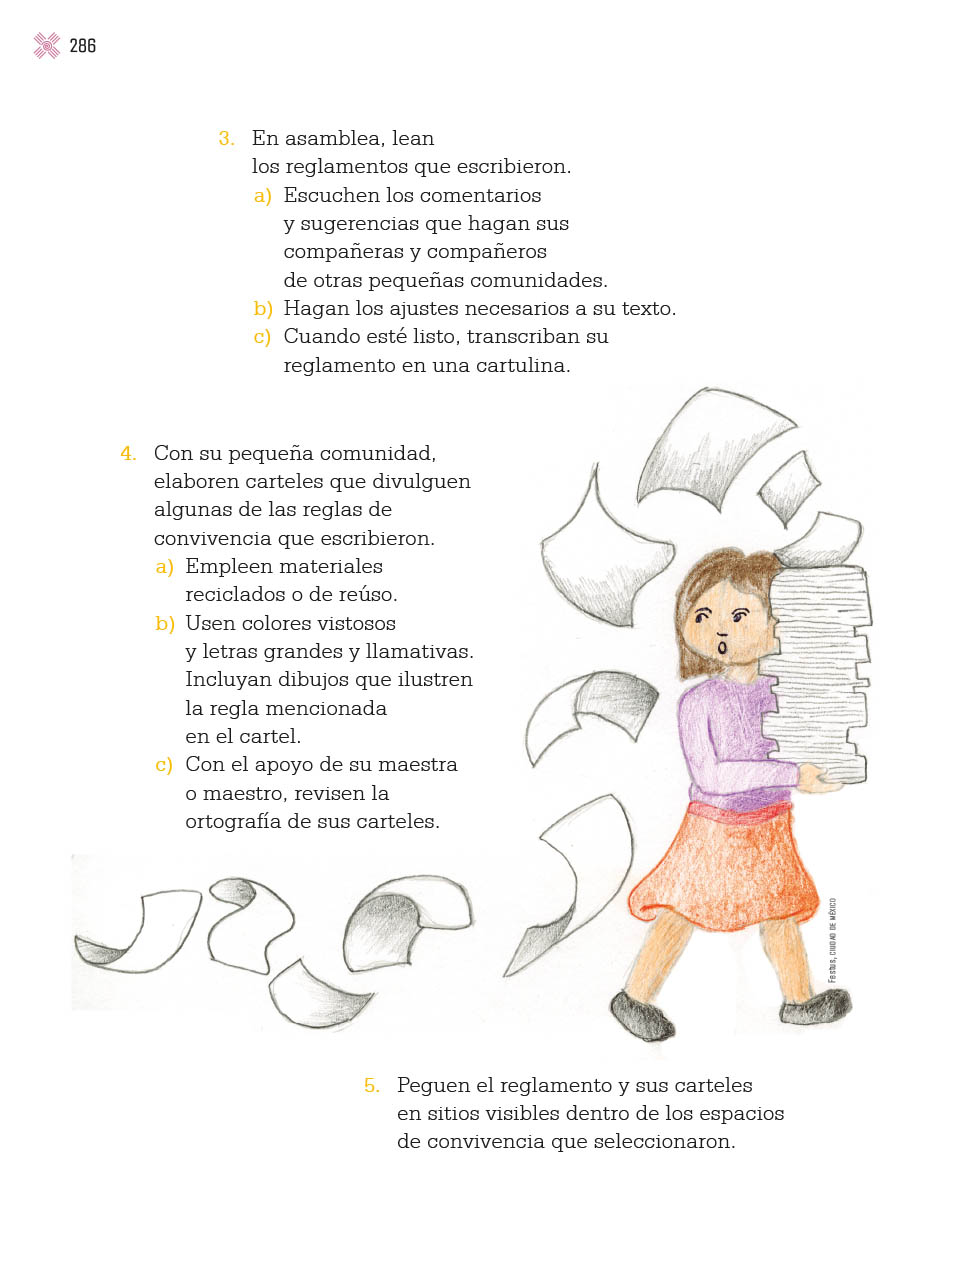 286
3. En asamblea, lean
los reglamentos que escribieron.
a) Escuchen los comentarios
y sugerencias que hagan sus
compañeras y compañeros
de otras pequeñas comunidades.
b) Hagan los ajustes necesarios a su texto.
c) Cuando esté listo, transcriban su
reglamento en una cartulina.
4. Con su pequeña comunidad,
elaboren carteles que divulguen
algunas de las reglas de
convivencia que escribieron.
a) Empleen materiales
reciclados o de reúso.
b) Usen colores vistosos
y letras grandes y llamativas.
Incluyan dibujos que ilustren
la regla mencionada
en el cartel.
c) Con el apoyo de su maestra
o maestro, revisen la
ortografía de sus carteles.
Festus, CIUDAD DE MÉXICO
5. Peguen el reglamento y sus carteles
en sitios visibles dentro de los espacios
de convivencia que seleccionaron.